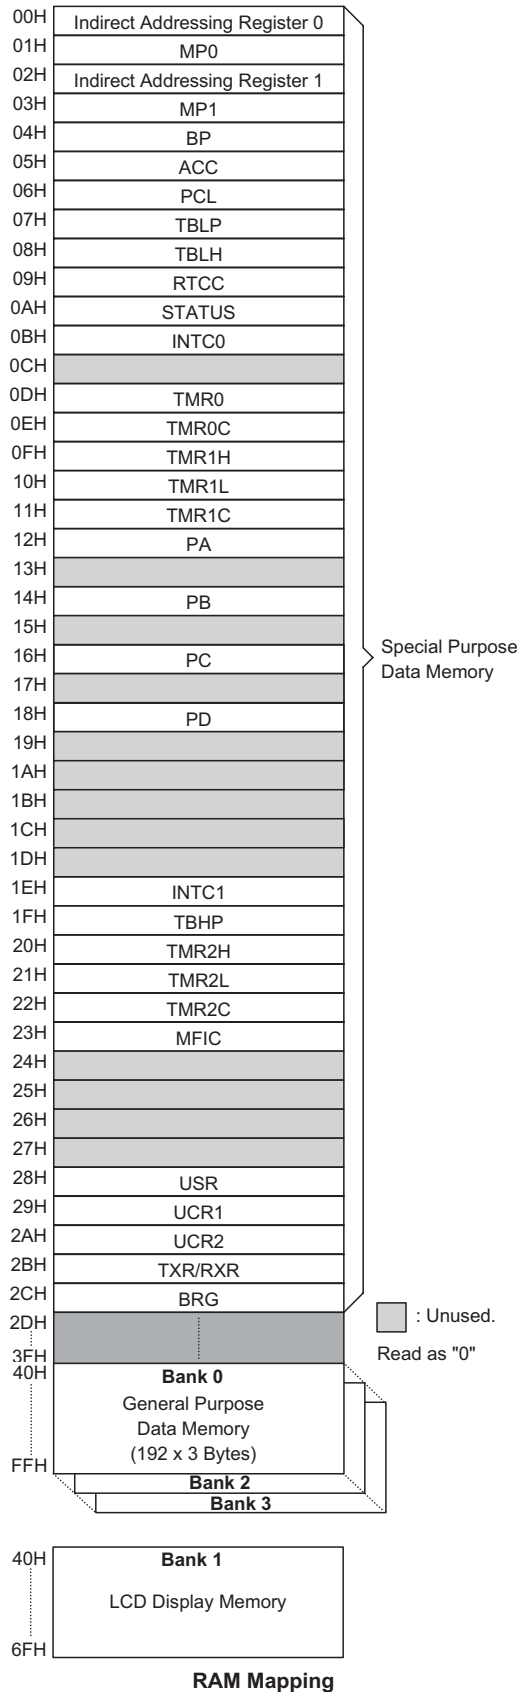 00H
Indirect Addressing Register 0
01H
MP0
02H
Indirect Addressing Register 1
03H
MP1
04H
BP
05H
ACC
06H
PCL
07H
TBLP
08H
TBLH
09H
RTCC
0AH
STATUS
0BH
INTC0
0CH
0DH
TMR0
0EH
TMR0C
0FH
TMR1H
10H
TMR1L
11H
TMR1C
12H
PA
13H
14H
PB
15H
16H
PC
17H
18H
PD
19H
1AH
1BH
1CH
1DH
1EH
INTC1
1FH
TBHP
20H
TMR2H
21H
TMR2L
22H
TMR2C
23H
MFIC
24H
25H
26H
27H
28H
USR
29H
UCR1
2AH
UCR2
2BH
TXR/RXR
2CH
BRG
2DH
3FH
Special Purpose
Data Memory
: Unused.
Read as "0"
40H
Bank 0
General Purpose
Data Memory
(192 x 3 Bytes)
FFH
Bank 2
Bank 3
40H
Bank 1
LCD Display Memory
6FH
RAM Mapping